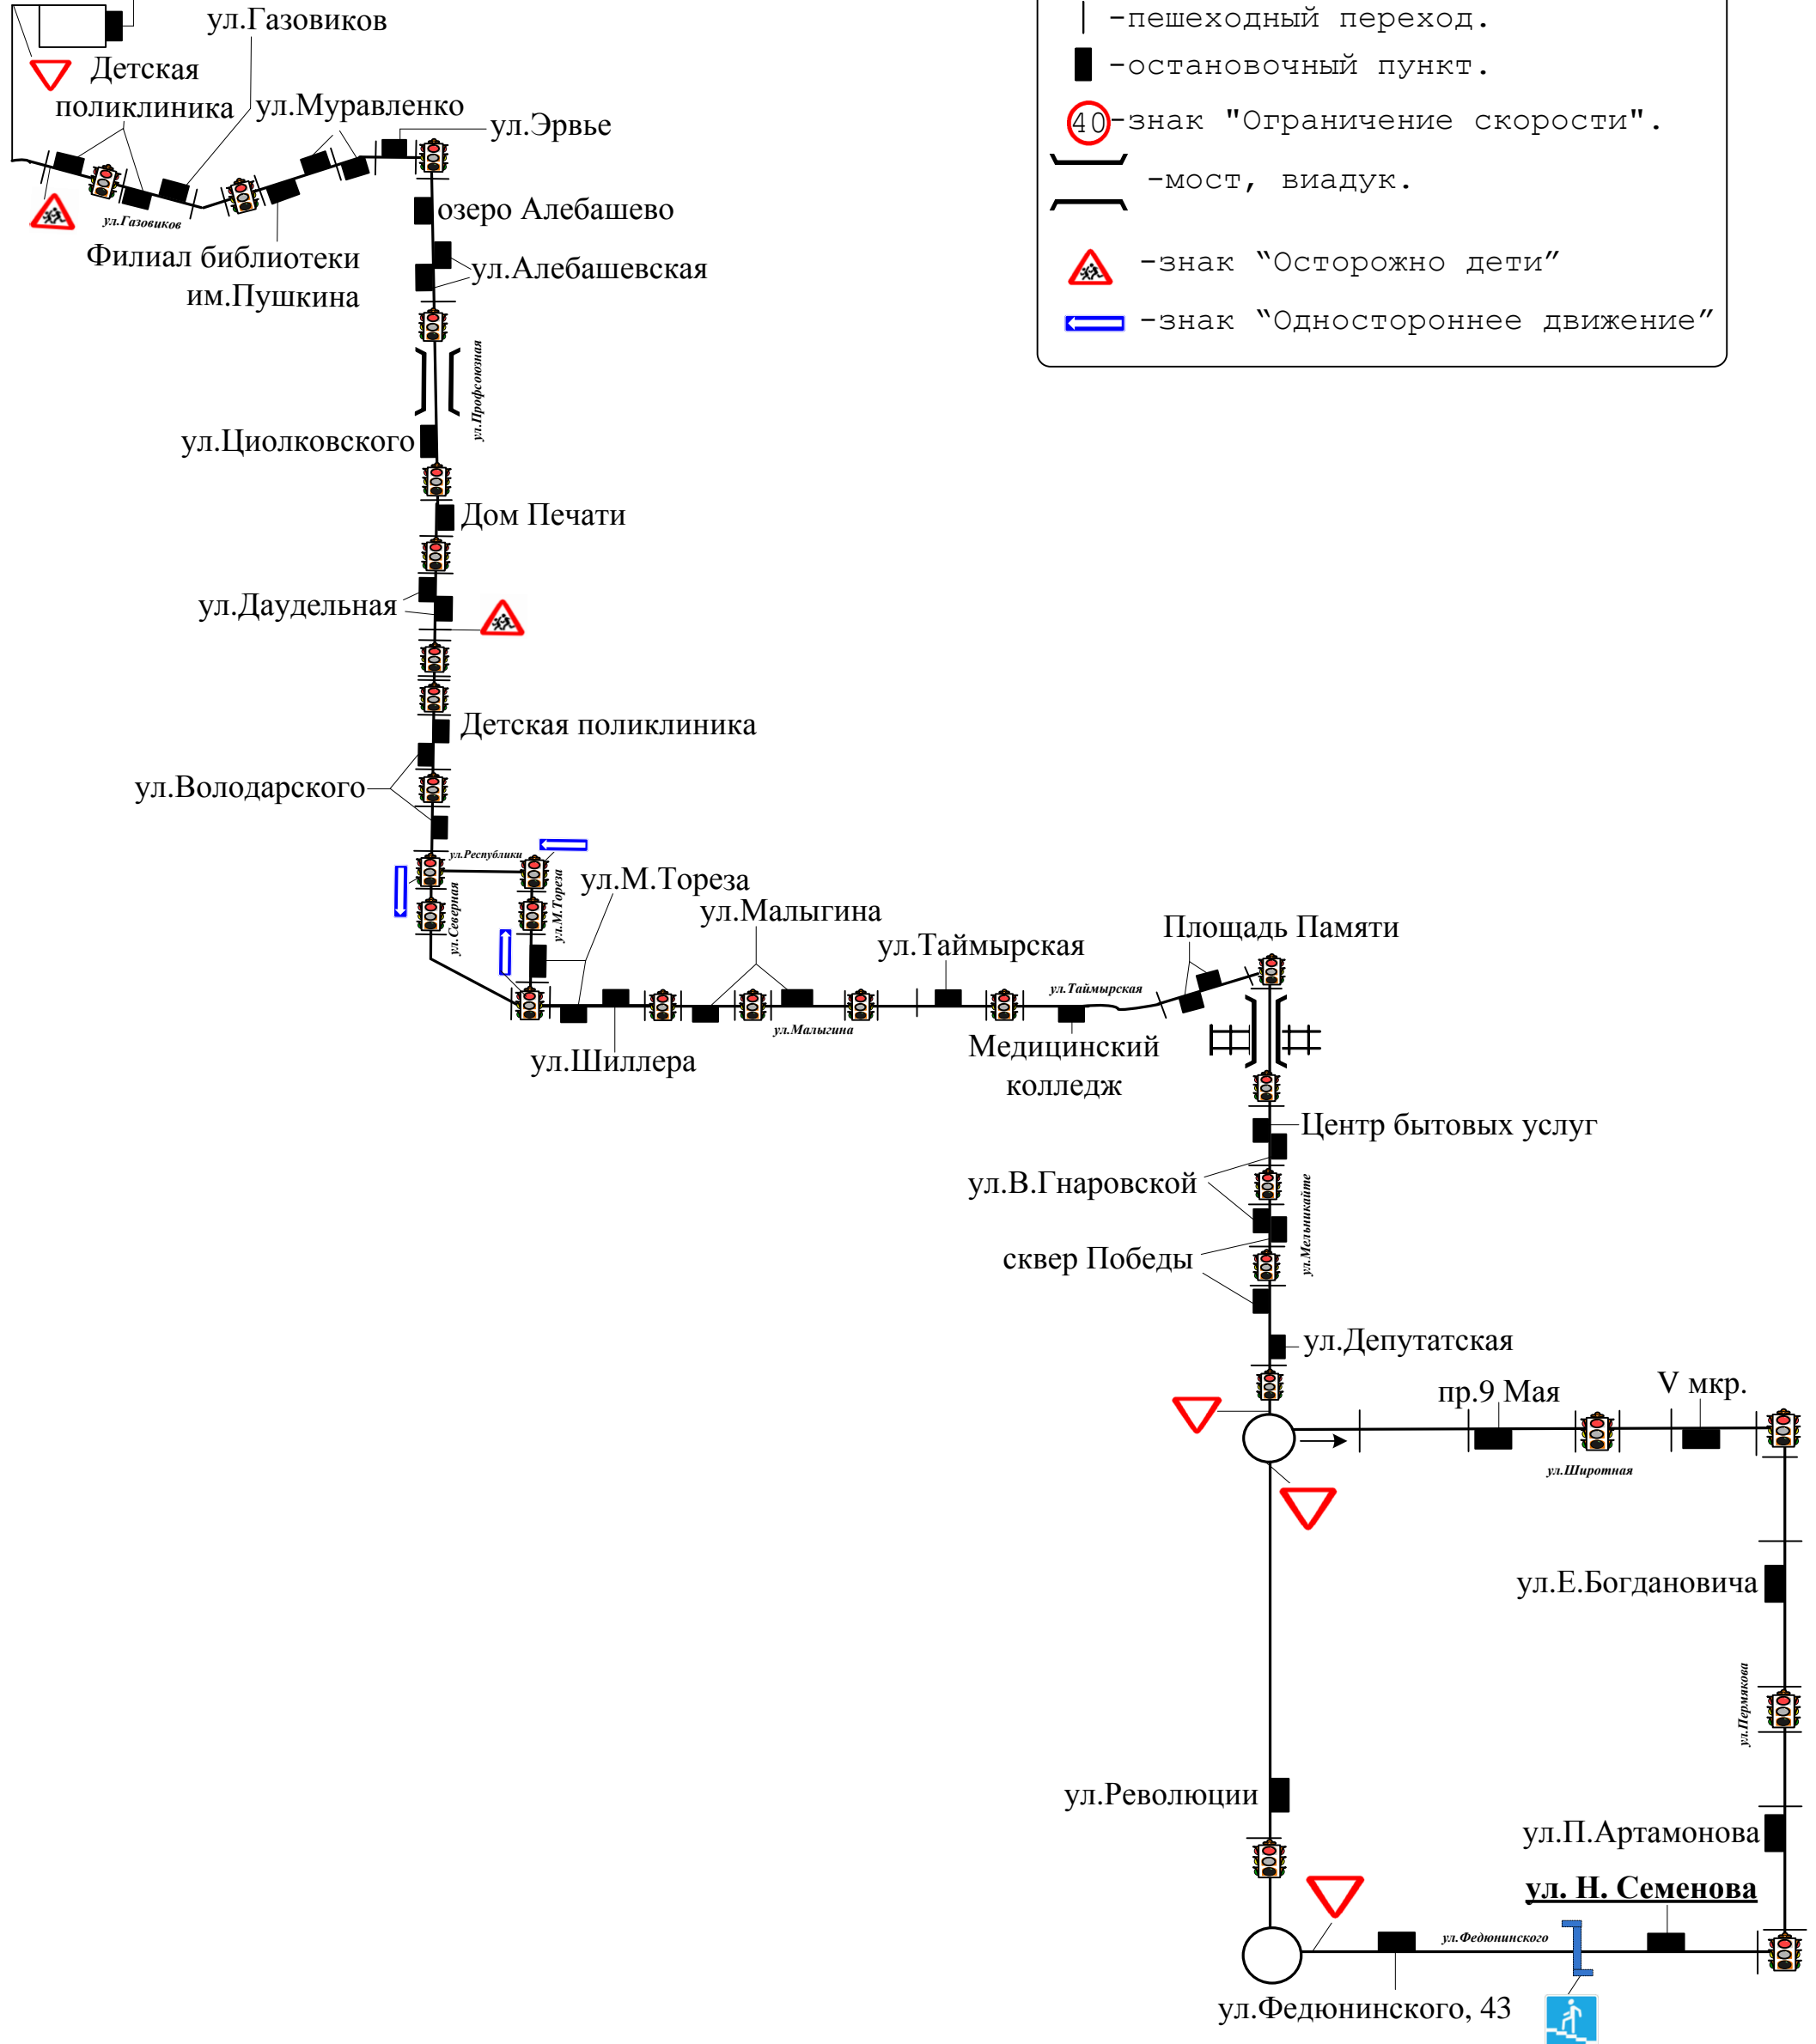 ул.Газовиков
-пешеходный переход.
-остановочный пункт.
40 -знак "Ограничение скорости".
-мост, виадук.
-знак “Осторожно дети”
-знак “Одностороннее движение”
Детская
поликлиника
ул.Муравленко
ул.Эрвье
ул.Газовиков
Филиал библиотеки
им.Пушкина
озеро Алебашево
ул.Алебашевская
ул.Профсоюзная
ул.Циолковского
Дом Печати
ул.Даудельная
Детская поликлиника
ул.Володарского
ул.Республики
ул.Северная
ул.М.Тореза
ул.М.Тореза
ул.Малыгина
ул.Таймырская
Площадь Памяти
ул.Таймырская
ул.Малыгина
ул.Шиллера
Медицинский
колледж
Центр бытовых услуг
ул.В.Гнаровской
ул.Мельникайте
сквер Победы
ул.Депутатская
пр.9 Мая
V мкр.
ул.Широтная
ул.Е.Богдановича
ул.Пермякова
ул.Революции
ул.П.Артамонова
ул. Н. Семенова
ул.Федюнинского
ул.Федюнинского, 43